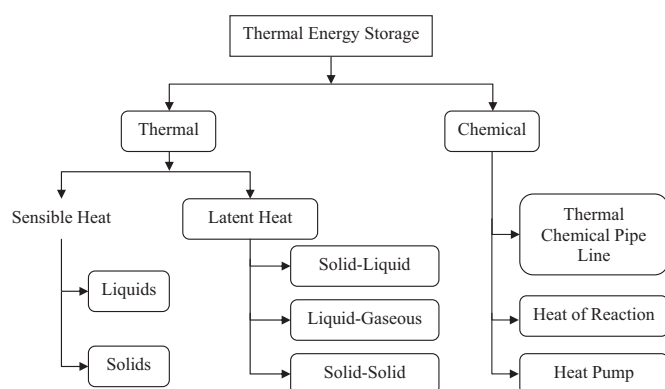 Thermal Energy Storage
Thermal
Chemical
Sensible Heat
Latent Heat
Thermal
Chemical Pipe
Line
Solid-Liquid
Liquids
Liquid-Gaseous
Heat of Reaction
Solids
Solid-Solid
Heat Pump